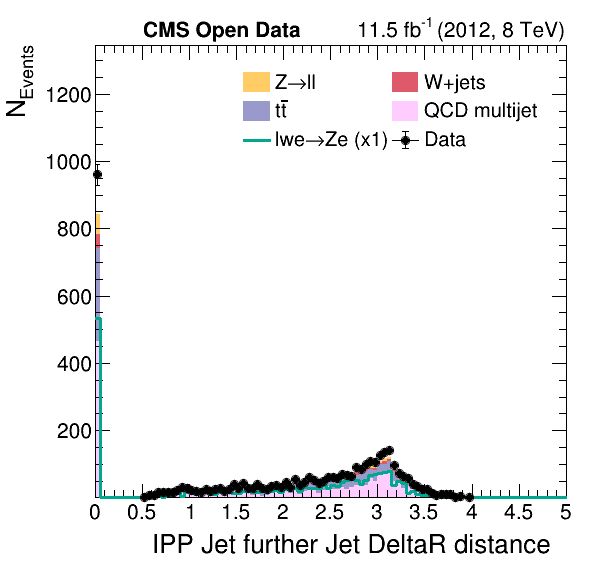 CMS Open Data 11.5 fb⁻¹ (2012, 8 TeV)
N_Events
Z→ll W+jets
tt̄ QCD multijet
lwe→Ze (x1) Data
1200
1000
800
600
400
200
0 0.5 1 1.5 2 2.5 3 3.5 4 4.5 5
IPP Jet further Jet DeltaR distance